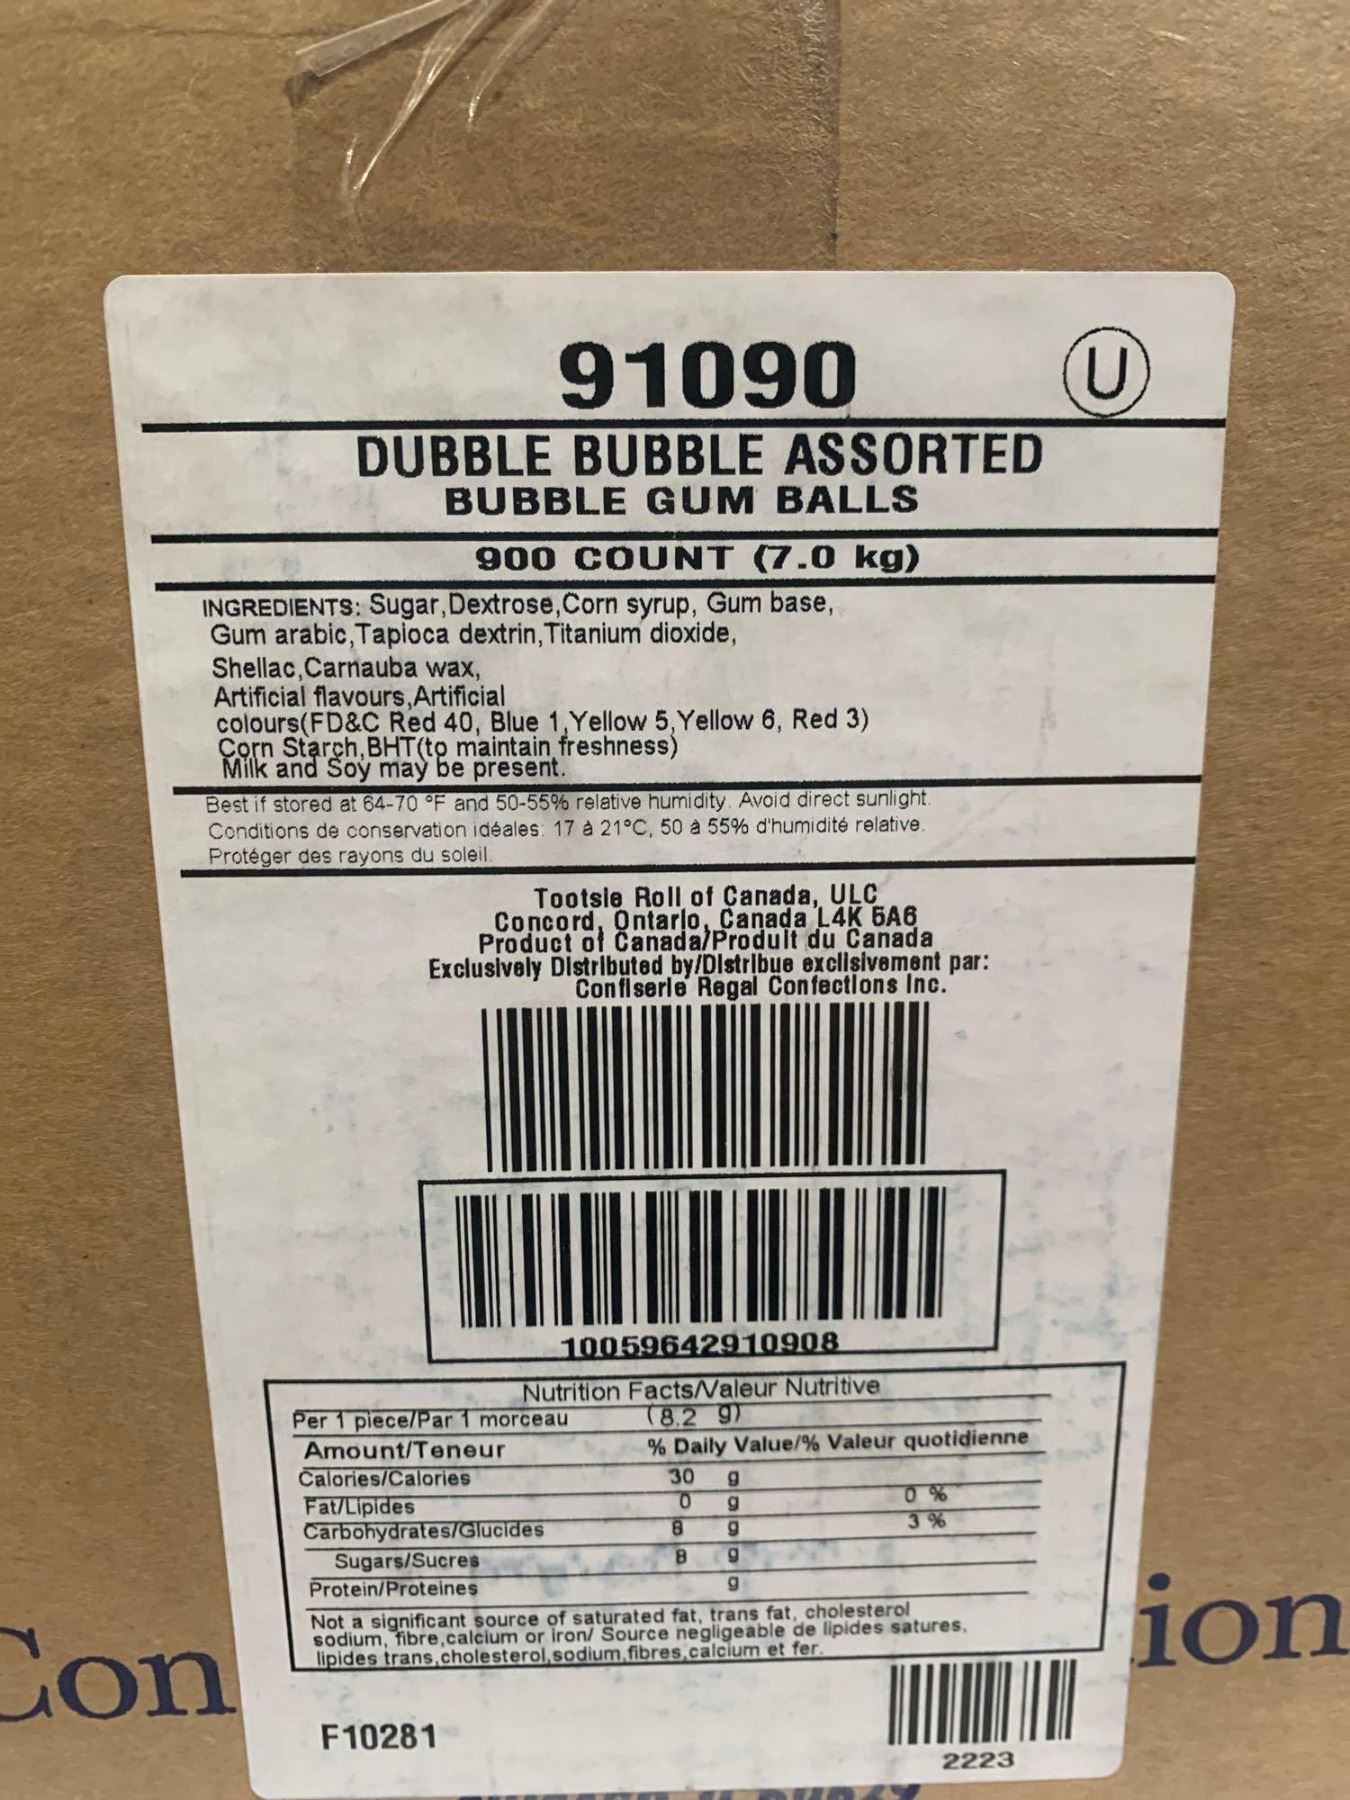 91090
U
DUBBLE BUBBLE ASSORTED
BUBBLE GUM BALLS
900 COUNT (7.0 kg)
INGREDIENTS: Sugar,Dextrose,Corn syrup, Gum base,
Gum arabic,Tapioca dextrin,Titanium dioxide,
Shellac,Carnauba wax,
Artificial flavours,Artificial
colours(FD&C Red 40, Blue 1,Yellow 5,Yellow 6, Red 3)
Corn Starch,BHT(to maintain freshness)
Milk and Soy may be present.
Best if stored at 64-70 °F and 50-55% relative humidity. Avoid direct sunlight.
Conditions de conservation idéales: 17 à 21°C, 50 à 55% d'humidité relative.
Protéger des rayons du soleil.
Tootsie Roll of Canada, ULC
Concord, Ontario, Canada L4K 5A6
Product of Canada/Produit du Canada
Exclusively Distributed by/Distribue exclisivement par:
Confiserie Regal Confections Inc.
10059642910908
Nutrition Facts/Valeur Nutritive
Per 1 piece/Par 1 morceau (8.2 g)
Amount/Teneur % Daily Value/% Valeur quotidienne
Calories/Calories 30 g
Fat/Lipides 0 g 0 %
Carbohydrates/Glucides 8 g 3 %
Sugars/Sucres 8 g
Protein/Proteines g
Not a significant source of saturated fat, trans fat, cholesterol
sodium, fibre,calcium or iron/ Source negligeable de lipides satures,
lipides trans,cholesterol,sodium,fibres,calcium et fer.
Con ion
F10281
2223